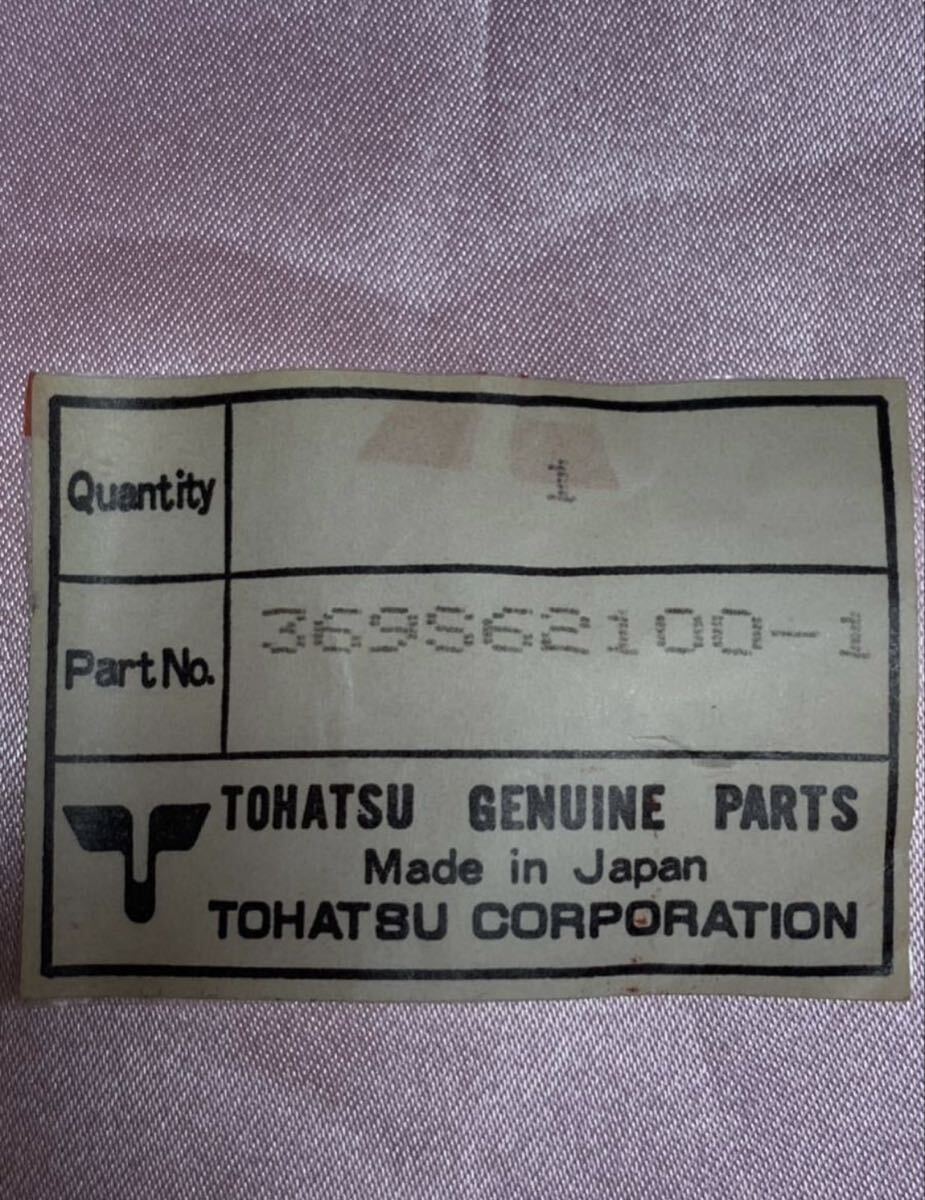 Quantity 1
Part No. 369S62100-1
TOHATSU GENUINE PARTS
Made in Japan
TOHATSU CORPORATION